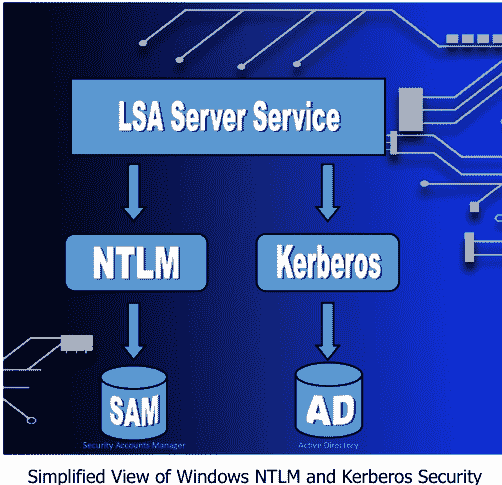 LSA Server Service
NTLM
Kerberos
SAM
AD
Security Accounts Manager
Active Directory
Simplified View of Windows NTLM and Kerberos Security